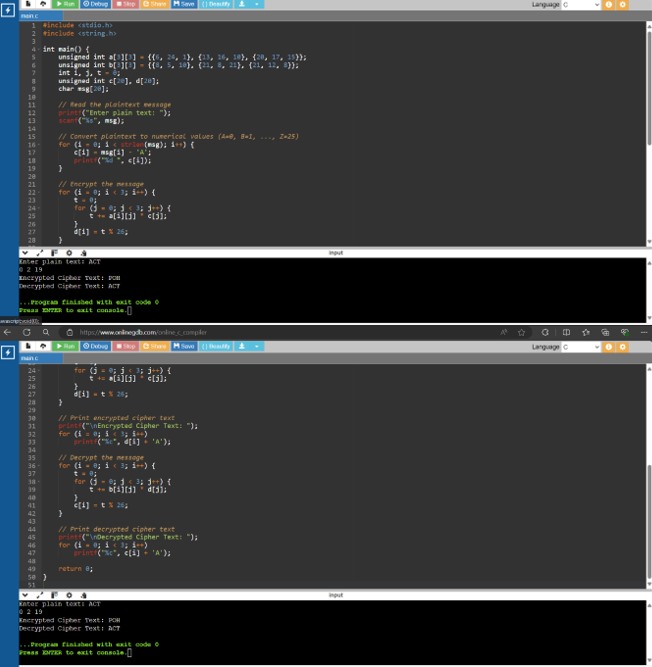 Run Debug Stop Share Save {} Beautify Language C
main.c
1 #include <stdio.h>
2 #include <string.h>
3
4 int main() {
5 unsigned int a[3][3] = {{6, 24, 1}, {13, 16, 10}, {20, 17, 15}};
6 unsigned int b[3][3] = {{8, 5, 10}, {21, 8, 21}, {21, 12, 8}};
7 int i, j, t = 0;
8 unsigned int c[20], d[20];
9 char msg[20];
10
11 // Read the plaintext message
12 printf("Enter plain text: ");
13 scanf("%s", msg);
14
15 // Convert plaintext to numerical values (A=0, B=1, ..., Z=25)
16 for (i = 0; i < strlen(msg); i++) {
17 c[i] = msg[i] - 'A';
18 printf("%d ", c[i]);
19 }
20
21 // Encrypt the message
22 for (i = 0; i < 3; i++) {
23 t = 0;
24 for (j = 0; j < 3; j++) {
25 t += a[i][j] * c[j];
26 }
27 d[i] = t % 26;
28 }
input
Enter plain text: ACT
0 2 19
Encrypted Cipher Text: POH
Decrypted Cipher Text: ACT
...Program finished with exit code 0
Press ENTER to exit console.
https://www.onlinegdb.com/online_c_compiler
Run Debug Stop Share Save {} Beautify Language C
main.c
24 for (j = 0; j < 3; j++) {
25 t += a[i][j] * c[j];
26 }
27 d[i] = t % 26;
28 }
29
30 // Print encrypted cipher text
31 printf("\nEncrypted Cipher Text: ");
32 for (i = 0; i < 3; i++)
33 printf("%c", d[i] + 'A');
34
35 // Decrypt the message
36 for (i = 0; i < 3; i++) {
37 t = 0;
38 for (j = 0; j < 3; j++) {
39 t += b[i][j] * d[j];
40 }
41 c[i] = t % 26;
42 }
43
44 // Print decrypted cipher text
45 printf("\nDecrypted Cipher Text: ");
46 for (i = 0; i < 3; i++)
47 printf("%c", c[i] + 'A');
48
49 return 0;
50 }
51
input
Enter plain text: ACT
0 2 19
Encrypted Cipher Text: POH
Decrypted Cipher Text: ACT
...Program finished with exit code 0
Press ENTER to exit console.